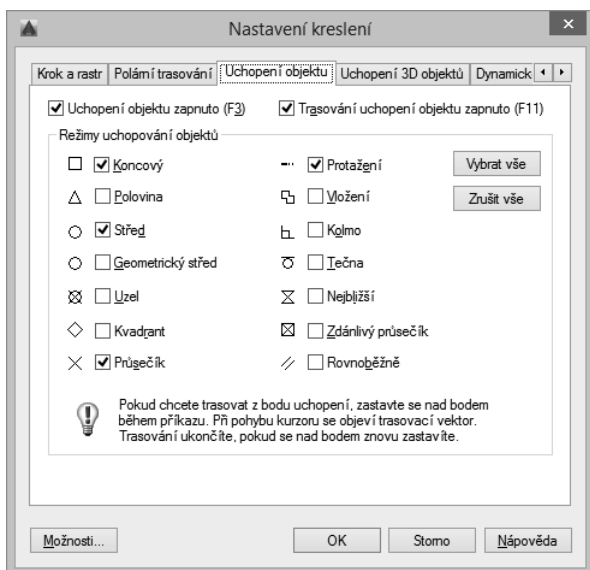 Nastavení kreslení
Krok a rastr Polární trasování Uchopení objektu Uchopení 3D objektů Dynamick
Uchopení objektu zapnuto (F3) Trasování uchopení objektu zapnuto (F11)
Režimy uchopování objektů
Koncový Protažení Vybrat vše
Polovina Vložení Zrušit vše
Střed Kolmo
Geometrický střed Tečna
Uzel Nejbližší
Kvadrant Zdánlivý průsečík
Průsečík Rovnoběžně
Pokud chcete trasovat z bodu uchopení, zastavte se nad bodem
během příkazu. Při pohybu kurzoru se objeví trasovací vektor.
Trasování ukončíte, pokud se nad bodem znovu zastavíte.
Možnosti... OK Storno Nápověda